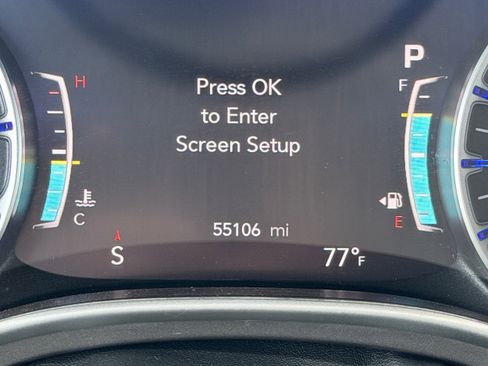 P
H
F
Press OK
to Enter
Screen Setup
C
E
55106 mi
S
77°F